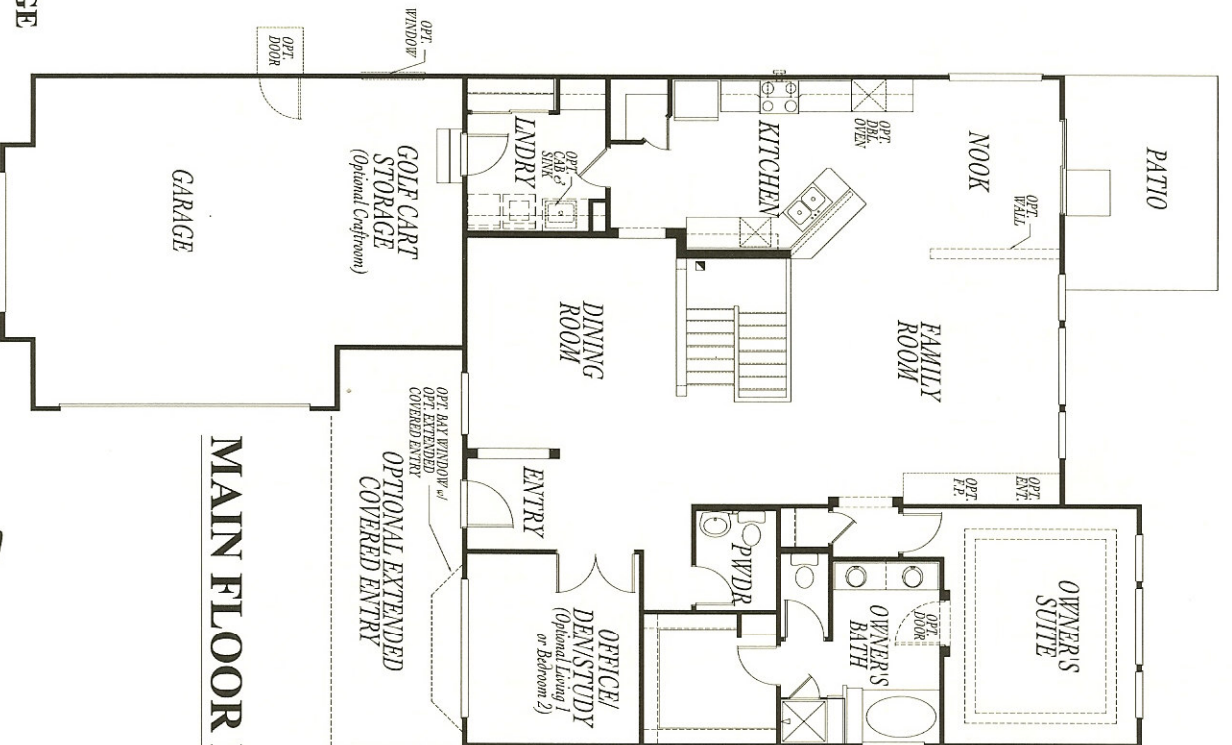 GE
OPT.
DOOR
OPT.
WINDOW
PATIO
NOOK
OPT.
WALL
OPT.
DBL.
OVEN
KITCHEN
LNDRY
OPT.
CAB &
SINK
GOLF CART
STORAGE
(Optional Craftroom)
GARAGE
FAMILY
ROOM
DINING
ROOM
OPT.
ENT.
OPT.
F.P.
ENTRY
OPT. BAY WINDOW w/
OPT. EXTENDED
COVERED ENTRY
OPTIONAL EXTENDED
COVERED ENTRY
PWDR
OWNER'S
SUITE
OPT.
DOOR
OWNER'S
BATH
OFFICE/
DEN/STUDY
(Optional Living 1
or Bedroom 2)
MAIN FLOOR